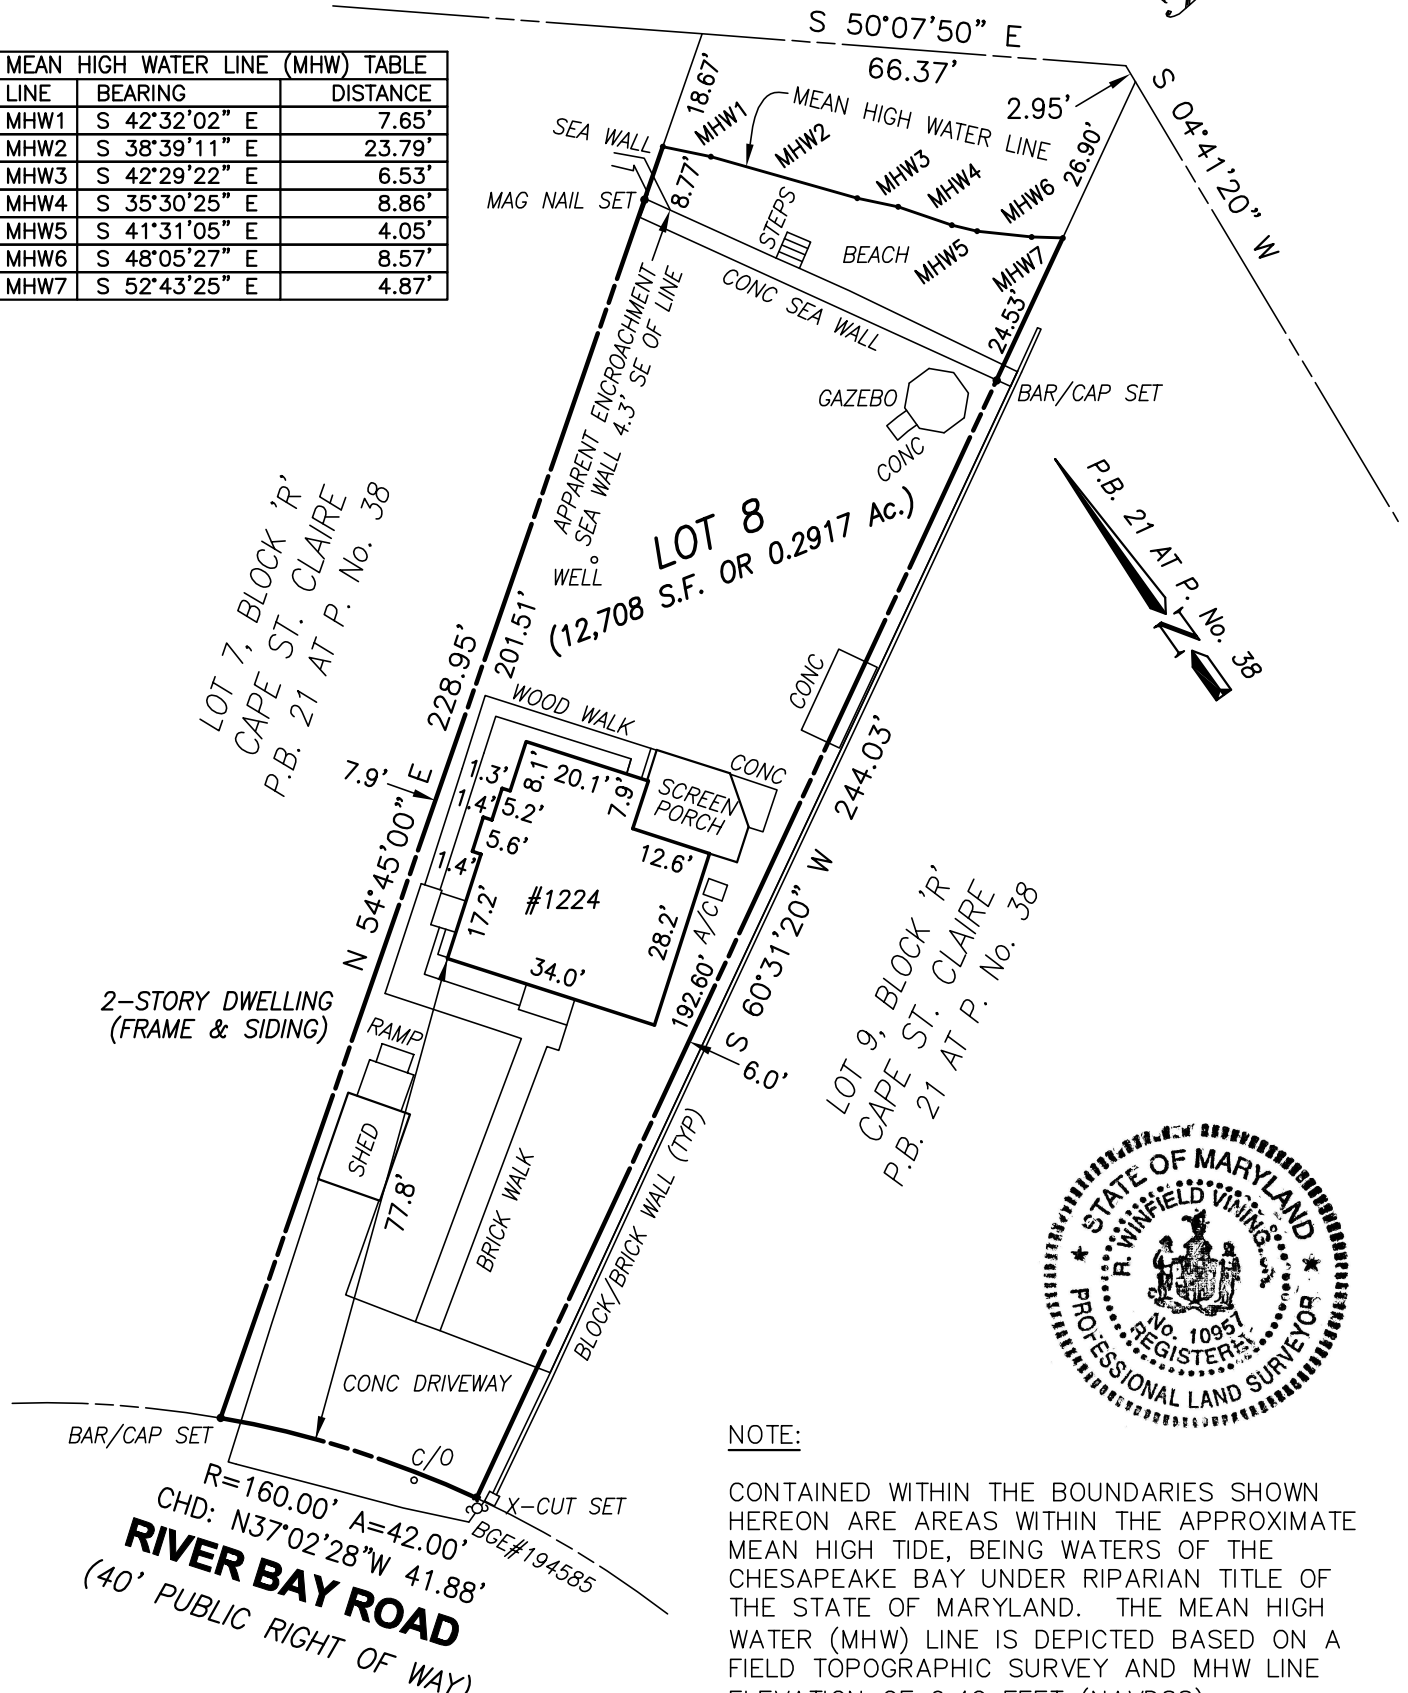 S 50°07'50" E
66.37'
2.95'
S 04°41'20" W
MEAN HIGH WATER LINE (MHW) TABLE
LINE BEARING DISTANCE
MHW1 S 42°32'02" E 7.65'
MHW2 S 38°39'11" E 23.79'
MHW3 S 42°29'22" E 6.53'
MHW4 S 35°30'25" E 8.86'
MHW5 S 41°31'05" E 4.05'
MHW6 S 48°05'27" E 8.57'
MHW7 S 52°43'25" E 4.87'
18.67'
MHW1
MEAN HIGH WATER LINE
MHW2
MHW3
MHW4
MHW6
26.90'
SEA WALL
8.77'
MAG NAIL SET
STEPS
BEACH
MHW5
MHW7
CONC SEA WALL
24.53'
APPARENT ENCROACHMENT
SEA WALL 4.3' SE OF LINE
GAZEBO
BAR/CAP SET
CONC
LOT 8
(12,708 S.F. OR 0.2917 Ac.)
WELL
P.B. 21 AT P. No. 38
N
LOT 7, BLOCK 'R'
CAPE ST. CLAIRE
P.B. 21 AT P. No. 38
228.95'
201.51'
CONC
WOOD WALK
244.03'
7.9'
1.3'
8.1'
20.1'
7.9'
SCREEN
PORCH
CONC
1.4'
5.2'
5.6'
12.6'
1.4'
N 54°45'00" E
#1224
17.2'
28.2'
A/C
34.0'
192.60'
S 60°31'20" W
6.0'
LOT 9, BLOCK 'R'
CAPE ST. CLAIRE
P.B. 21 AT P. No. 38
2-STORY DWELLING
(FRAME & SIDING)
RAMP
SHED
77.8'
BRICK WALK
BLOCK/BRICK WALL (TYP)
STATE OF MARYLAND
R. WINFIELD VINING
No. 10957
REGISTERED
PROFESSIONAL LAND SURVEYOR
CONC DRIVEWAY
BAR/CAP SET
C/O
X-CUT SET
BGE#194585
R=160.00' A=42.00'
CHD: N37°02'28"W 41.88'
RIVER BAY ROAD
(40' PUBLIC RIGHT OF WAY)
NOTE:
CONTAINED WITHIN THE BOUNDARIES SHOWN
HEREON ARE AREAS WITHIN THE APPROXIMATE
MEAN HIGH TIDE, BEING WATERS OF THE
CHESAPEAKE BAY UNDER RIPARIAN TITLE OF
THE STATE OF MARYLAND. THE MEAN HIGH
WATER (MHW) LINE IS DEPICTED BASED ON A
FIELD TOPOGRAPHIC SURVEY AND MHW LINE